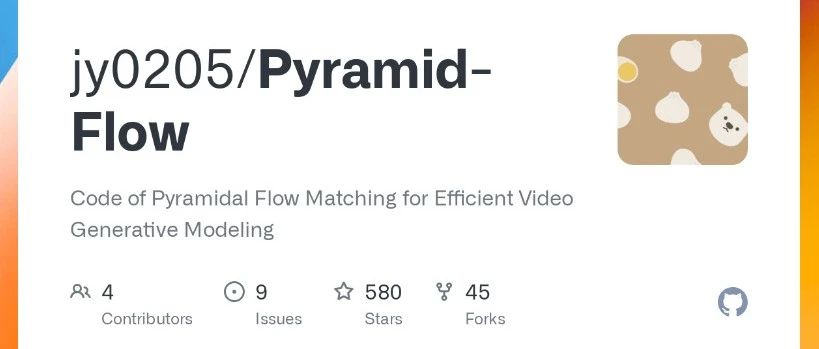 jy0205/Pyramid-
Flow
Code of Pyramidal Flow Matching for Efficient Video
Generative Modeling
4 9 580 45
Contributors Issues Stars Forks